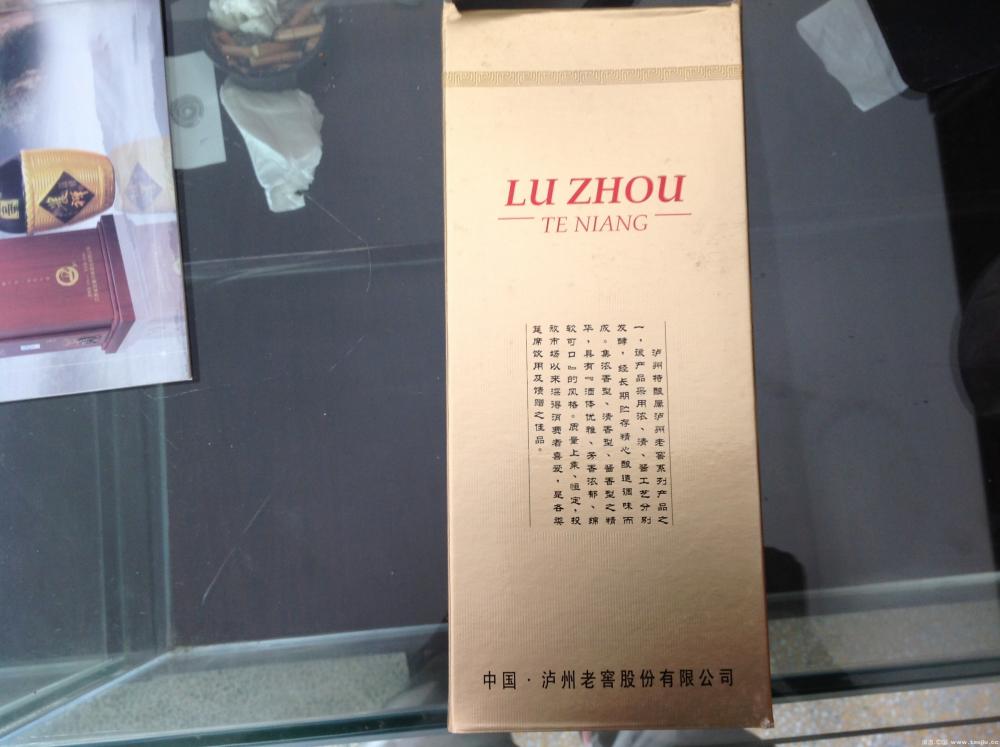 LU ZHOU
TE NIANG
泸州特酿属泸州老窖系列产品之
一，该产品采用浓、清、酱工艺分别
发酵，经长期贮存精心酿造调味而
成。集浓香型、清香型、酱香型之精
华，具有『酒体优雅、芳香浓郁、绵
软可口』的风格。质量上乘、恒定，投
放市场以来深得消费者喜爱，是各类
筵席饮用及馈赠之佳品。
中国·泸州老窖股份有限公司